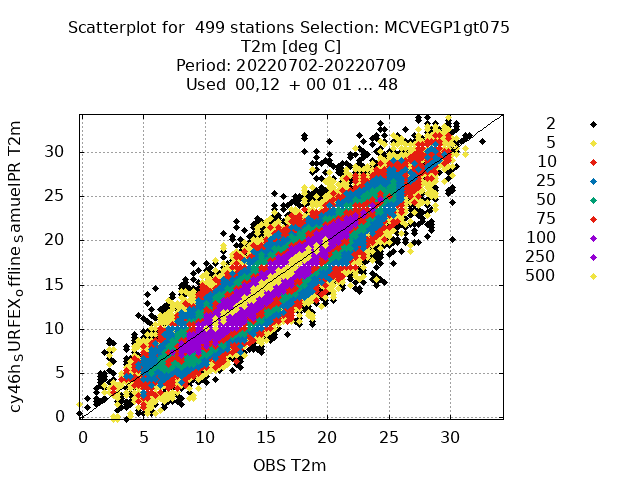 Scatterplot for 499 stations Selection: MCVEGP1gt075
T2m [deg C]
Period: 20220702-20220709
Used 00,12 + 00 01 ... 48
cy46h_SURFEX_offline_samuelPR T2m
30
25
20
15
10
5
0
0 5 10 15 20 25 30
OBS T2m
2
5
10
25
50
75
100
250
500